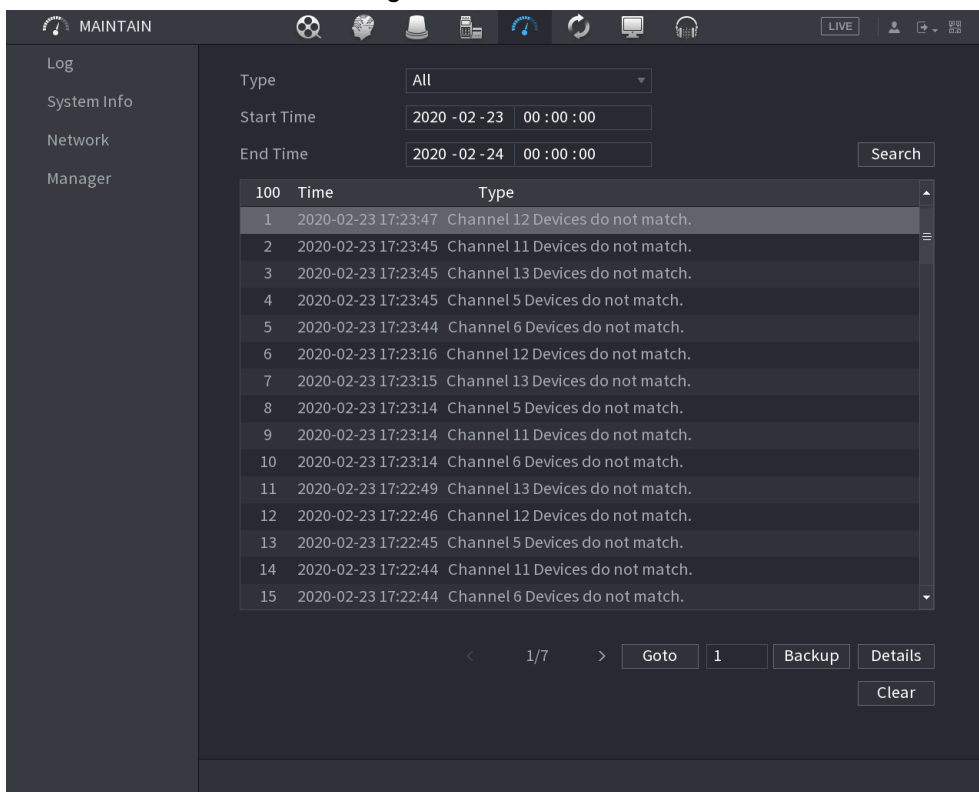 MAINTAIN LIVE
Log
System Info
Network
Manager
Type All
Start Time 2020 -02 -23 00 :00 :00
End Time 2020 -02 -24 00 :00 :00 Search
100 Time Type
1 2020-02-23 17:23:47 Channel 12 Devices do not match.
2 2020-02-23 17:23:45 Channel 11 Devices do not match.
3 2020-02-23 17:23:45 Channel 13 Devices do not match.
4 2020-02-23 17:23:45 Channel 5 Devices do not match.
5 2020-02-23 17:23:44 Channel 6 Devices do not match.
6 2020-02-23 17:23:16 Channel 12 Devices do not match.
7 2020-02-23 17:23:15 Channel 13 Devices do not match.
8 2020-02-23 17:23:14 Channel 5 Devices do not match.
9 2020-02-23 17:23:14 Channel 11 Devices do not match.
10 2020-02-23 17:23:14 Channel 6 Devices do not match.
11 2020-02-23 17:22:49 Channel 13 Devices do not match.
12 2020-02-23 17:22:46 Channel 12 Devices do not match.
13 2020-02-23 17:22:45 Channel 5 Devices do not match.
14 2020-02-23 17:22:44 Channel 11 Devices do not match.
15 2020-02-23 17:22:44 Channel 6 Devices do not match.
< 1/7 > Goto 1 Backup Details
Clear